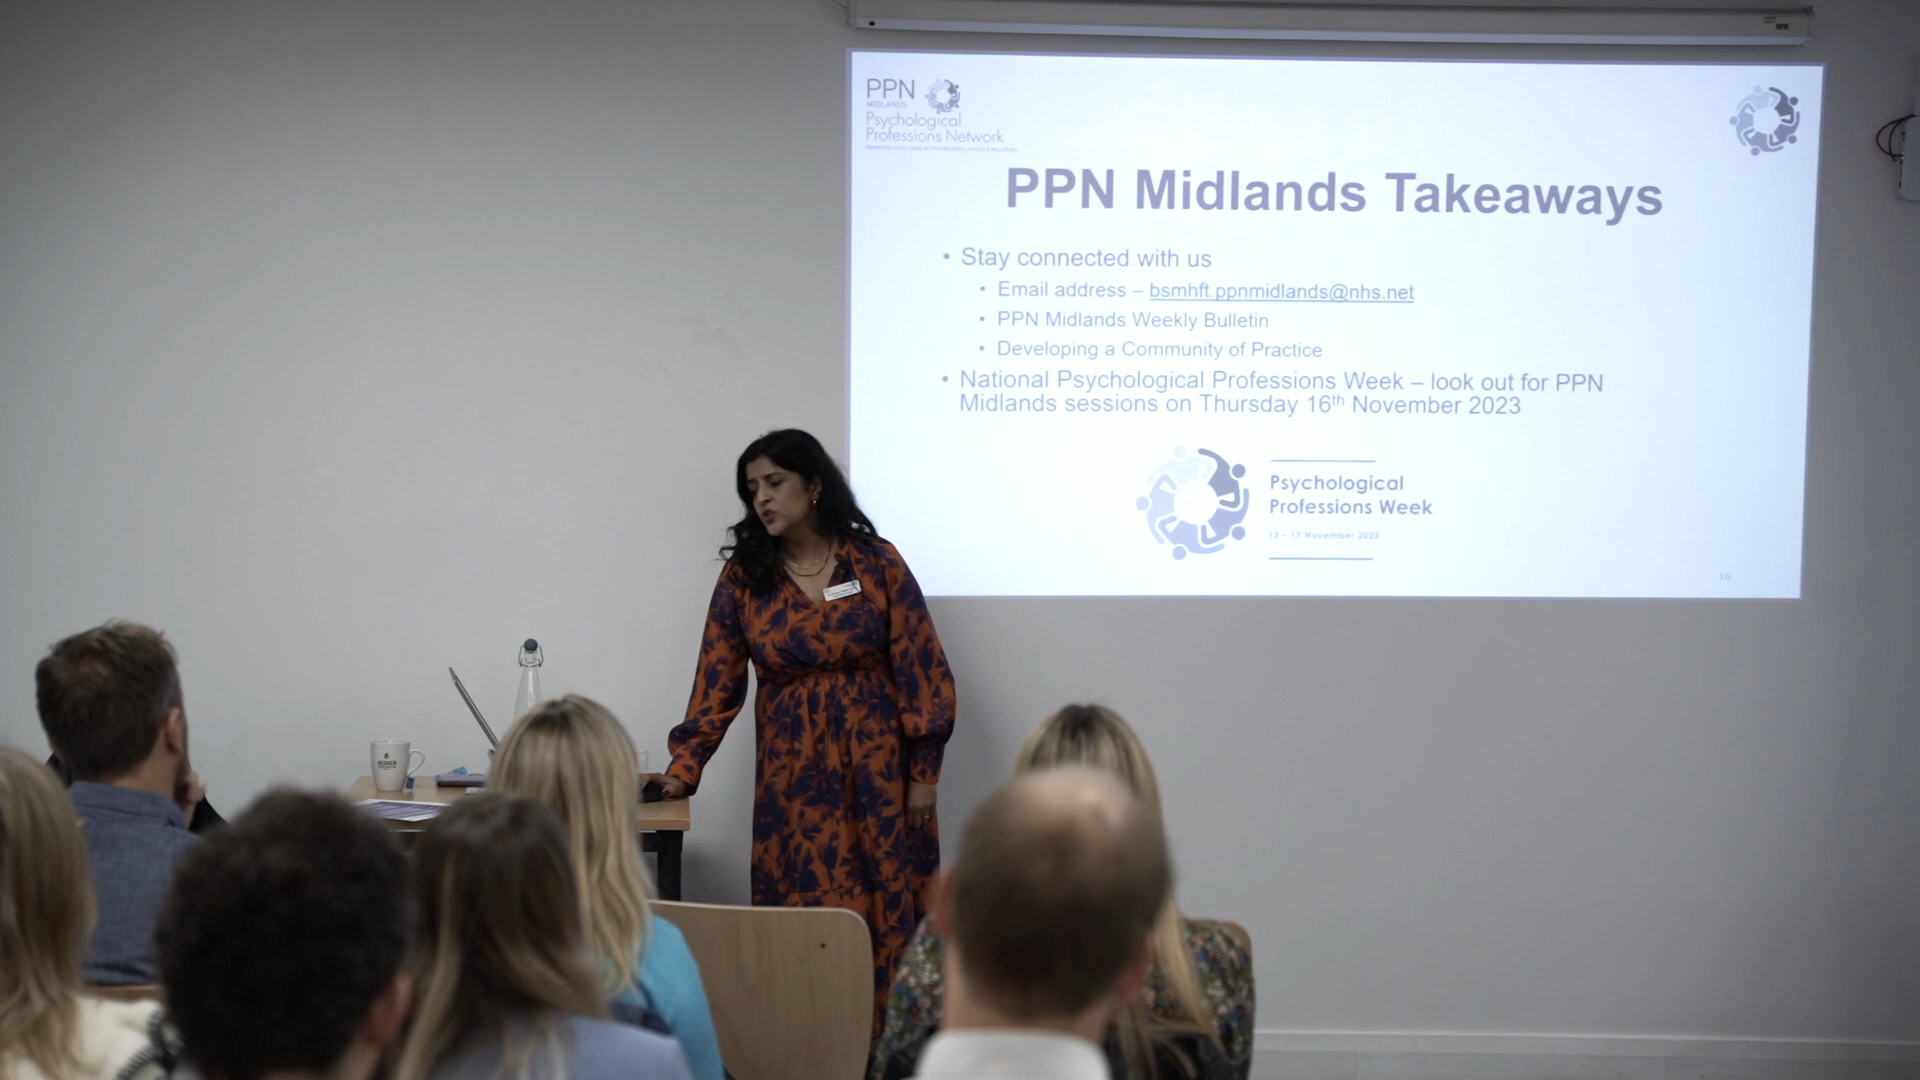 PPN
MIDLANDS
Psychological
Professions Network
PPN Midlands Takeaways
• Stay connected with us
• Email address – bsmhft.ppnmidlands@nhs.net
• PPN Midlands Weekly Bulletin
• Developing a Community of Practice
• National Psychological Professions Week – look out for PPN
Midlands sessions on Thursday 16th November 2023
Psychological
Professions Week
13 - 17 November 2023
16